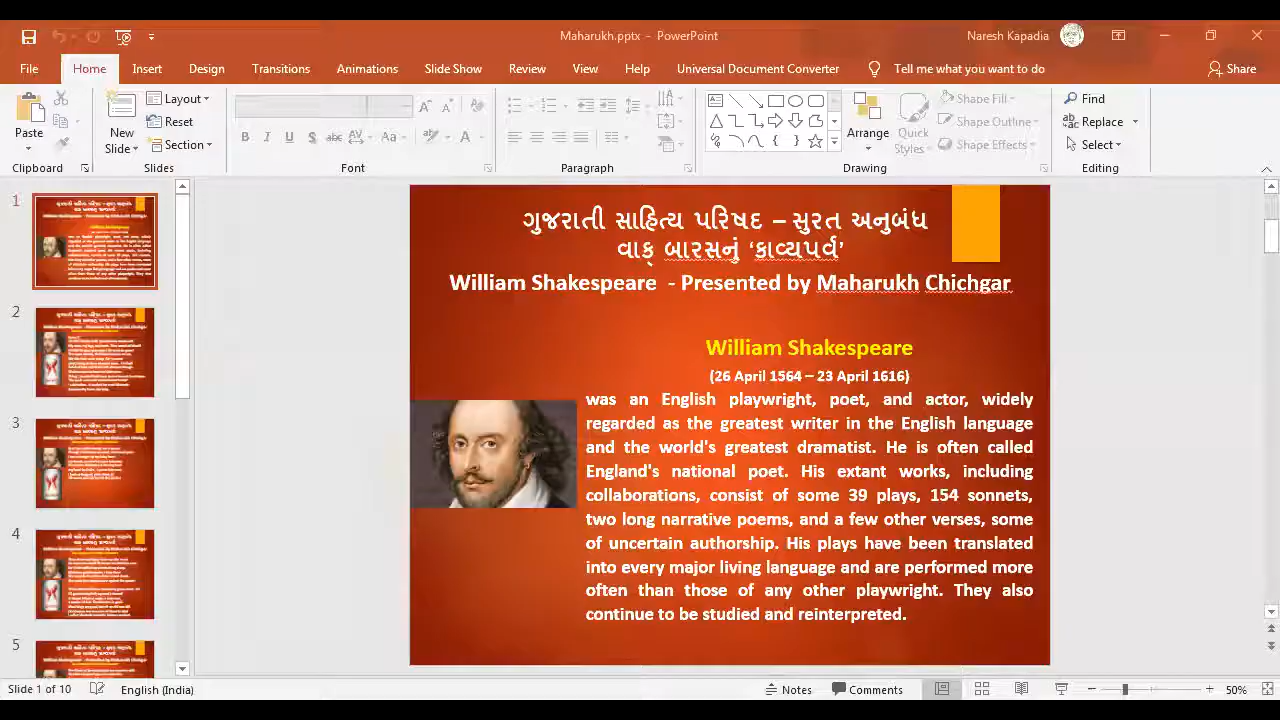 Maharukh.pptx – PowerPoint
Naresh Kapadia
File Home Insert Design Transitions Animations Slide Show Review View Help Universal Document Converter Tell me what you want to do Share
Layout
Reset
Section
Paste
New
Slide
Find
Replace
Select
Arrange
Quick
Styles
Shape Fill
Shape Outline
Shape Effects
Clipboard Slides Font Paragraph Drawing Editing
1
2
3
4
5
ગુજરાતી સાહિત્ય પરિષદ – સુરત અનુબંધ
વાક્ બારસનું ‘કાવ્યપર્વ’
William Shakespeare - Presented by Maharukh Chichgar
William Shakespeare
(26 April 1564 – 23 April 1616)
was an English playwright, poet, and actor, widely
regarded as the greatest writer in the English language
and the world's greatest dramatist. He is often called
England's national poet. His extant works, including
collaborations, consist of some 39 plays, 154 sonnets,
two long narrative poems, and a few other verses, some
of uncertain authorship. His plays have been translated
into every major living language and are performed more
often than those of any other playwright. They also
continue to be studied and reinterpreted.
Slide 1 of 10 English (India) Notes Comments 50%